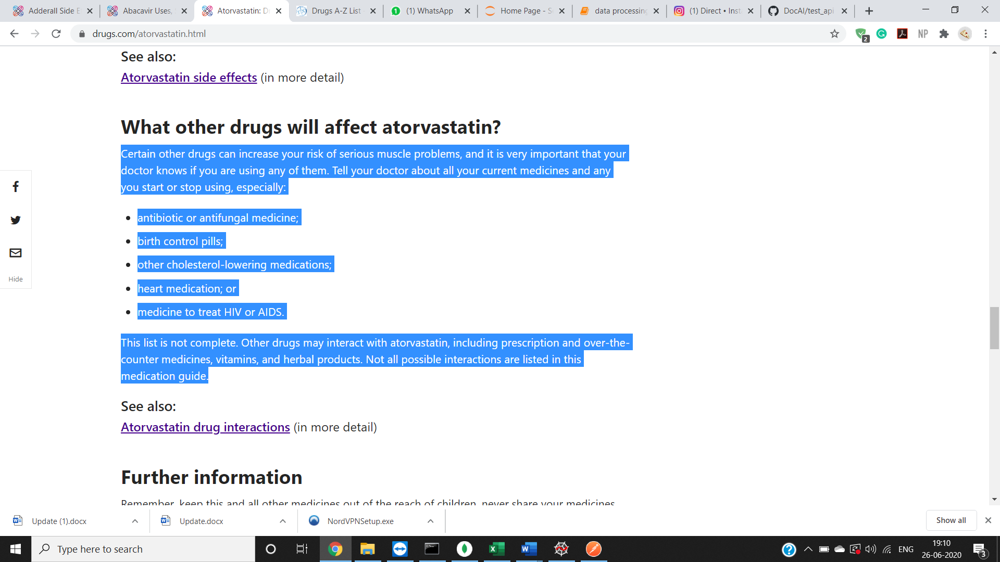 Adderall Side E
Abacavir Uses,
Atorvastatin: D
Drugs A-Z List
(1) WhatsApp
Home Page - S
data processing
(1) Direct • Inst
DocAI/test_api
drugs.com/atorvastatin.html
2
NP
See also:
Atorvastatin side effects (in more detail)
What other drugs will affect atorvastatin?
Certain other drugs can increase your risk of serious muscle problems, and it is very important that your
doctor knows if you are using any of them. Tell your doctor about all your current medicines and any
you start or stop using, especially:
antibiotic or antifungal medicine;
birth control pills;
other cholesterol-lowering medications;
heart medication; or
medicine to treat HIV or AIDS.
This list is not complete. Other drugs may interact with atorvastatin, including prescription and over-the-
counter medicines, vitamins, and herbal products. Not all possible interactions are listed in this
medication guide.
Hide
See also:
Atorvastatin drug interactions (in more detail)
Further information
Remember, keep this and all other medicines out of the reach of children, never share your medicines
Update (1).docx
Update.docx
NordVPNSetup.exe
Show all
Type here to search
ENG
19:10
26-06-2020
3